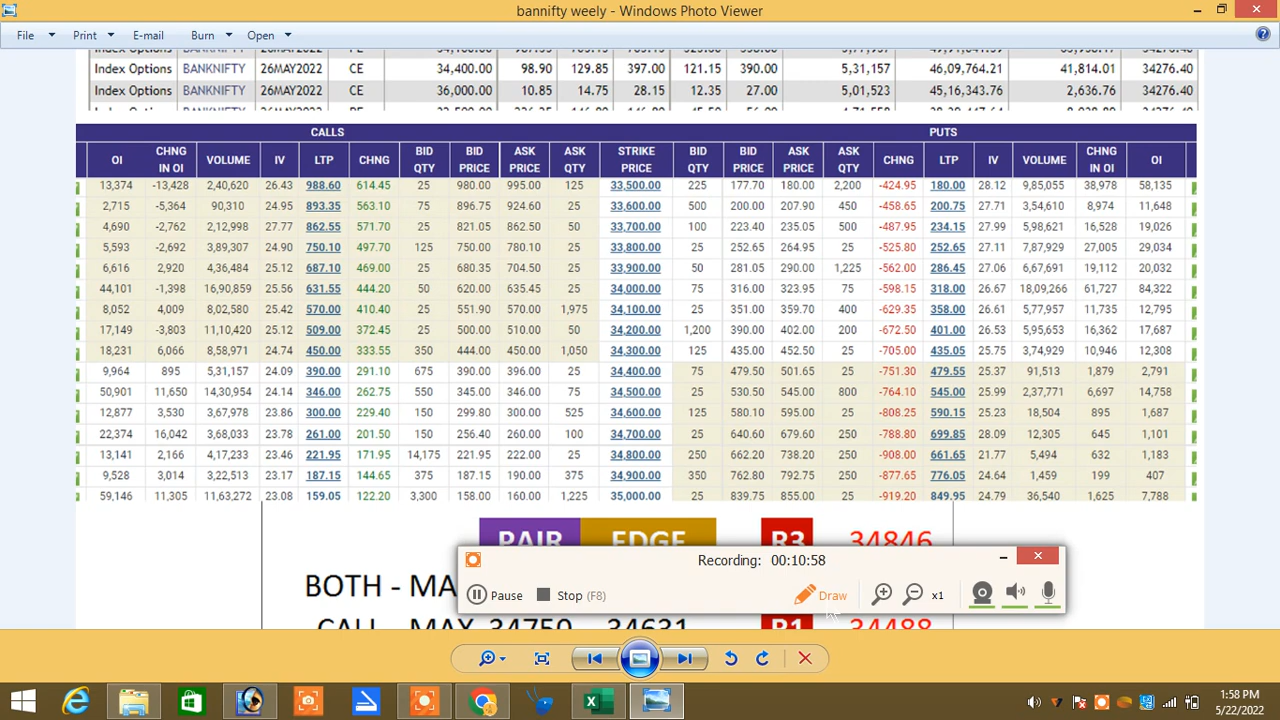 bannifty weely - Windows Photo Viewer
File Print E-mail Burn Open
Index Options BANKNIFTY 26MAY2022 CE 34,400.00 98.90 129.85 397.00 121.15 390.00 5,31,157 46,09,764.21 41,814.01 34276.40
Index Options BANKNIFTY 26MAY2022 CE 36,000.00 10.85 14.75 28.15 12.35 27.00 5,01,523 45,16,343.76 2,636.76 34276.40
CALLS PUTS
OI CHNG IN OI VOLUME IV LTP CHNG BID QTY BID PRICE ASK PRICE ASK QTY STRIKE PRICE BID QTY BID PRICE ASK PRICE ASK QTY CHNG LTP IV VOLUME CHNG IN OI OI
13,374 -13,428 2,40,620 26.43 988.60 614.45 25 980.00 995.00 125 33,500.00 225 177.70 180.00 2,200 -424.95 180.00 28.12 9,85,055 38,978 58,135
2,715 -5,364 90,310 24.95 893.35 563.10 75 896.75 924.60 25 33,600.00 500 200.00 207.90 450 -458.65 200.75 27.71 3,54,610 8,974 11,648
4,690 -2,762 2,12,998 27.77 862.55 571.70 25 821.05 862.50 50 33,700.00 100 223.40 235.05 500 -487.95 234.15 27.99 5,98,621 16,528 19,026
5,593 -2,692 3,89,307 24.90 750.10 497.70 125 750.00 780.10 25 33,800.00 25 252.65 264.95 25 -525.80 252.65 27.11 7,87,929 27,005 29,034
6,616 2,920 4,36,484 25.12 687.10 469.00 25 680.35 704.50 25 33,900.00 50 281.05 290.00 1,225 -562.00 286.45 27.06 6,67,691 19,112 20,032
44,101 -1,398 16,90,859 25.56 631.55 444.20 50 620.00 635.45 25 34,000.00 75 316.00 323.95 75 -598.15 318.00 26.67 18,09,266 61,727 84,322
8,052 4,009 8,02,580 25.42 570.00 410.40 25 551.90 570.00 1,975 34,100.00 25 351.00 359.70 400 -629.35 358.00 26.61 5,77,957 11,735 12,795
17,149 -3,803 11,10,420 25.12 509.00 372.45 25 500.00 510.00 50 34,200.00 1,200 390.00 402.00 200 -672.50 401.00 26.53 5,95,653 16,362 17,687
18,231 6,066 8,58,971 24.74 450.00 333.55 350 444.00 450.00 1,050 34,300.00 125 435.00 452.50 25 -705.00 435.05 25.75 3,74,929 10,946 12,308
9,964 895 5,31,157 24.09 390.00 291.10 675 390.00 396.00 25 34,400.00 75 479.50 501.65 25 -751.30 479.55 25.37 91,513 1,879 2,791
50,901 11,650 14,30,954 24.14 346.00 262.75 550 345.00 346.00 75 34,500.00 25 530.50 545.00 800 -764.10 545.00 25.99 2,37,771 6,697 14,758
12,877 3,530 3,67,978 23.86 300.00 229.40 150 299.80 300.00 525 34,600.00 125 580.10 595.00 25 -808.25 590.15 25.23 18,504 895 1,687
22,374 16,042 3,68,033 23.78 261.00 201.50 150 256.40 260.00 100 34,700.00 25 640.60 679.60 250 -788.80 699.85 28.09 12,305 645 1,101
13,141 2,166 4,17,233 23.46 221.95 171.95 14,175 221.95 222.00 25 34,800.00 250 662.20 738.20 250 -908.00 661.65 21.77 5,494 632 1,183
9,528 3,014 3,22,513 23.17 187.15 144.65 375 187.15 190.00 375 34,900.00 350 762.80 792.75 250 -877.65 776.05 24.64 1,459 199 407
59,146 11,305 11,63,272 23.08 159.05 122.20 3,300 158.00 160.00 1,225 35,000.00 25 839.75 855.00 25 -919.20 849.95 24.79 36,540 1,625 7,788
PAIR EDGE R3 34846
BOTH - MA
CALL - MAX 34750 34631 R1 34488
Recording: 00:10:58
Pause Stop (F8) Draw x1
1:58 PM
5/22/2022